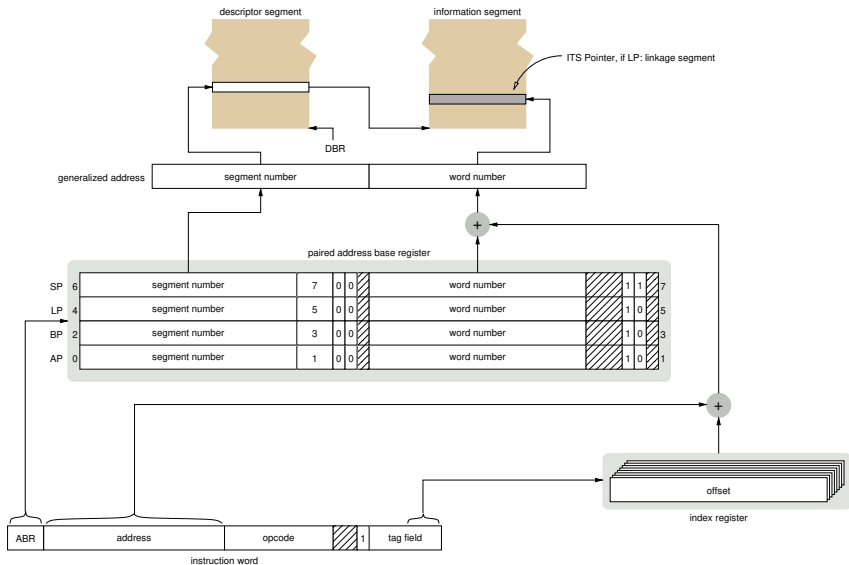 descriptor segment
information segment
ITS Pointer, if LP: linkage segment
DBR
generalized address
segment number
word number
+
paired address base register
SP 6 segment number 7 0 0 word number 1 1 7
LP 4 segment number 5 0 0 word number 1 0 5
BP 2 segment number 3 0 0 word number 1 0 3
AP 0 segment number 1 0 0 word number 1 0 1
+
offset
index register
ABR address opcode 1 tag field
instruction word